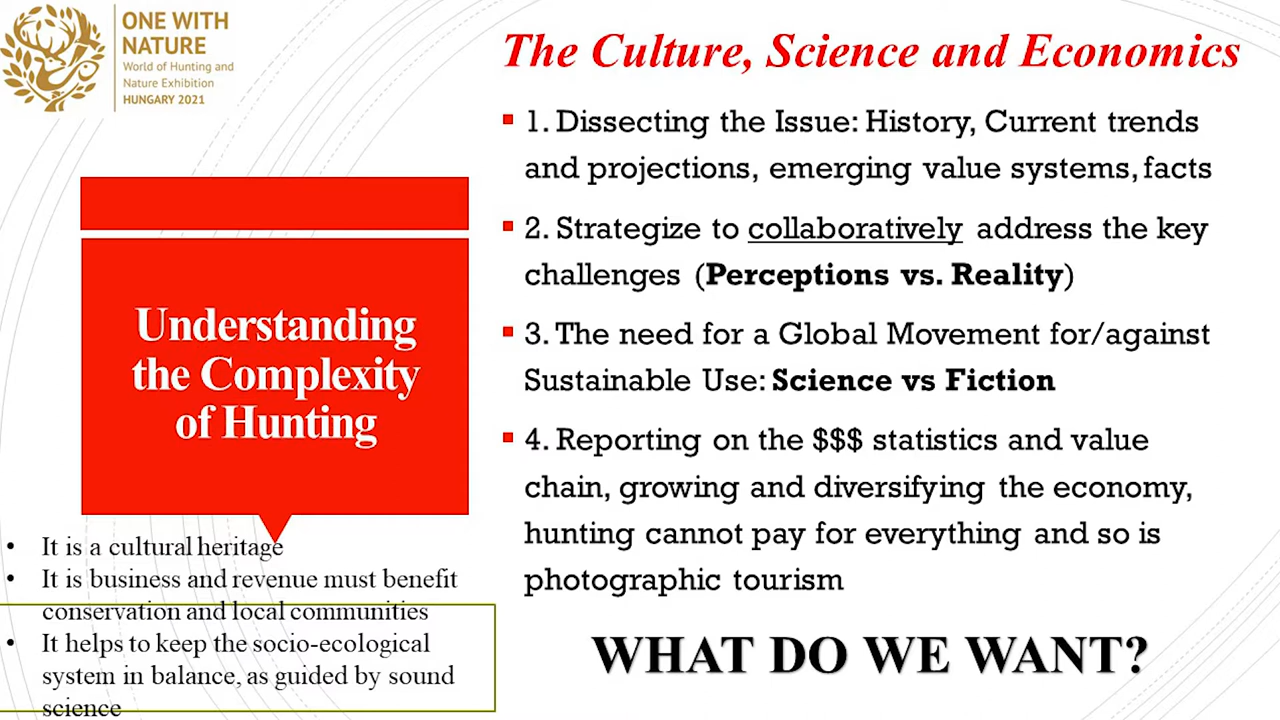 ONE WITH
NATURE
World of Hunting and
Nature Exhibition
HUNGARY 2021
Understanding
the Complexity
of Hunting
• It is a cultural heritage
• It is business and revenue must benefit
conservation and local communities
• It helps to keep the socio-ecological
system in balance, as guided by sound
science
The Culture, Science and Economics
▪ 1. Dissecting the Issue: History, Current trends
and projections, emerging value systems, facts
▪ 2. Strategize to collaboratively address the key
challenges (Perceptions vs. Reality)
▪ 3. The need for a Global Movement for/against
Sustainable Use: Science vs Fiction
▪ 4. Reporting on the $$$ statistics and value
chain, growing and diversifying the economy,
hunting cannot pay for everything and so is
photographic tourism
WHAT DO WE WANT?